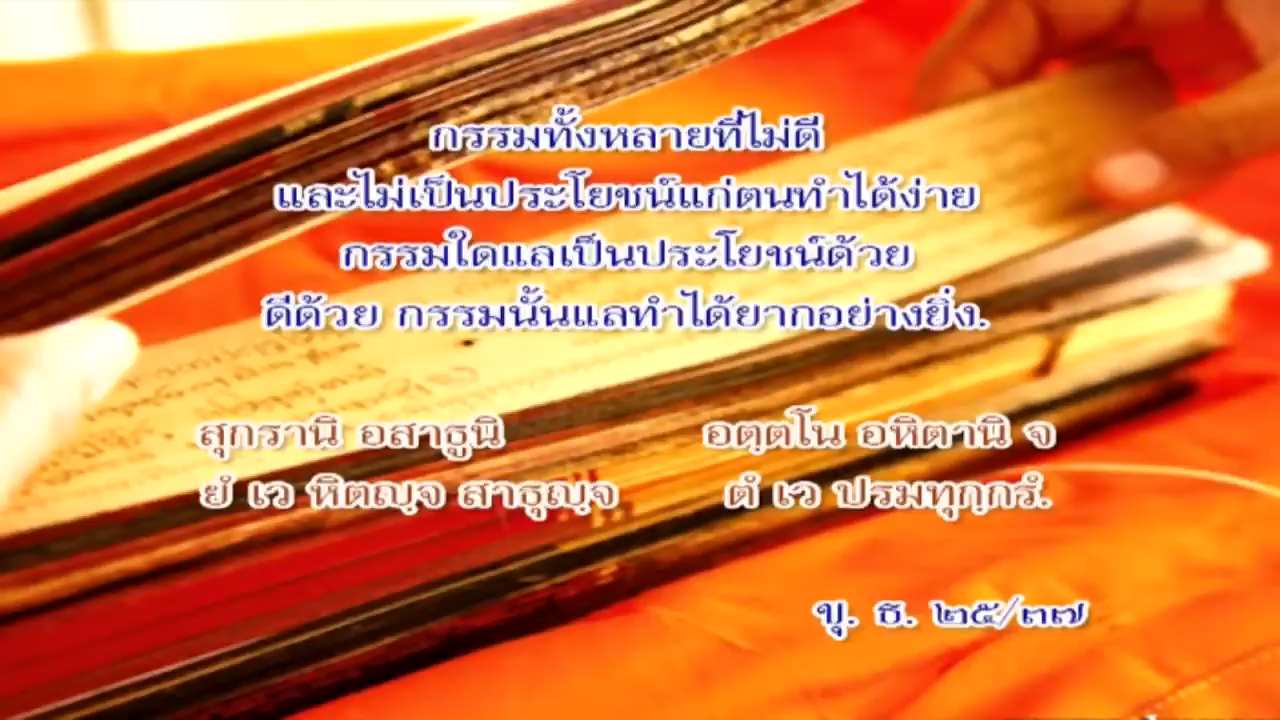 กรรมทั้งหลายที่ไม่ดี
และไม่เป็นประโยชน์แก่ตนทำได้ง่าย
กรรมใดแลเป็นประโยชน์ด้วย
ดีด้วย กรรมนั้นแลทำได้ยากอย่างยิ่ง.
สุกรานิ อสาธูนิ อตฺตโน อหิตานิ จ
ยํ เว หิตญฺจ สาธุญฺจ ตํ เว ปรมทุกฺกรํ.
ขุ. ธ. ๒๕/๓๗